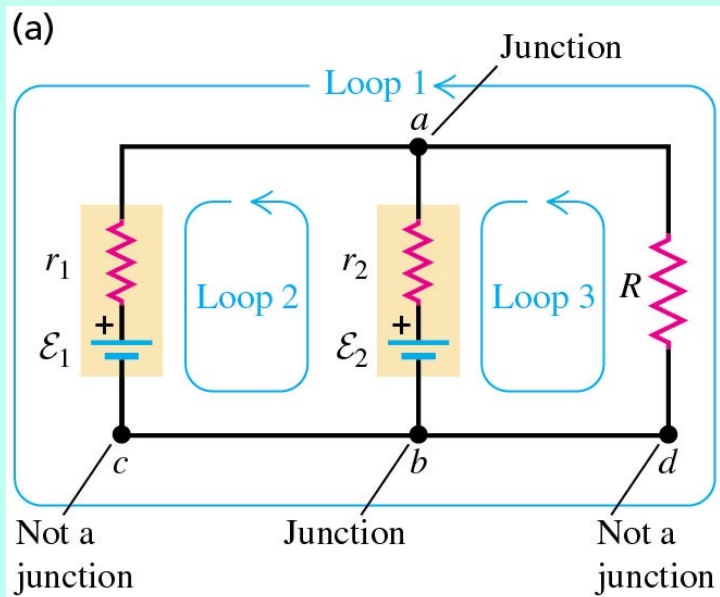 (a)
Junction
Loop 1
a
r1
Loop 2
r2
Loop 3
R
+
+
ℰ1
ℰ2
c
b
d
Not a
junction
Junction
Not a
junction